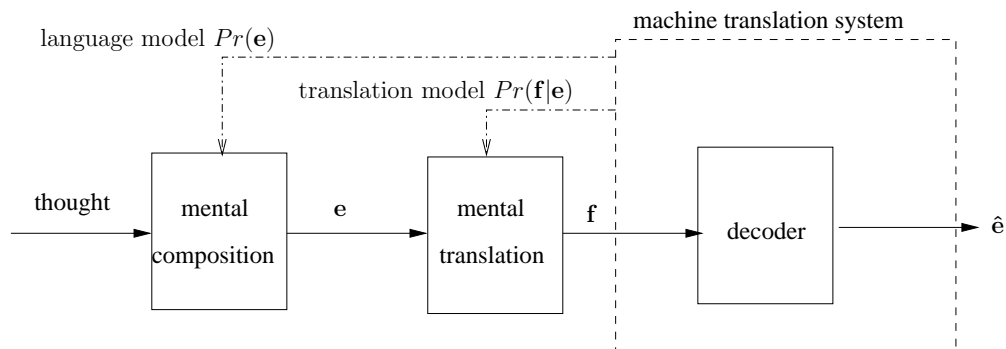 machine translation system
language model Pr(e)
translation model Pr(f|e)
thought
mental
composition
e
mental
translation
f
decoder
ê